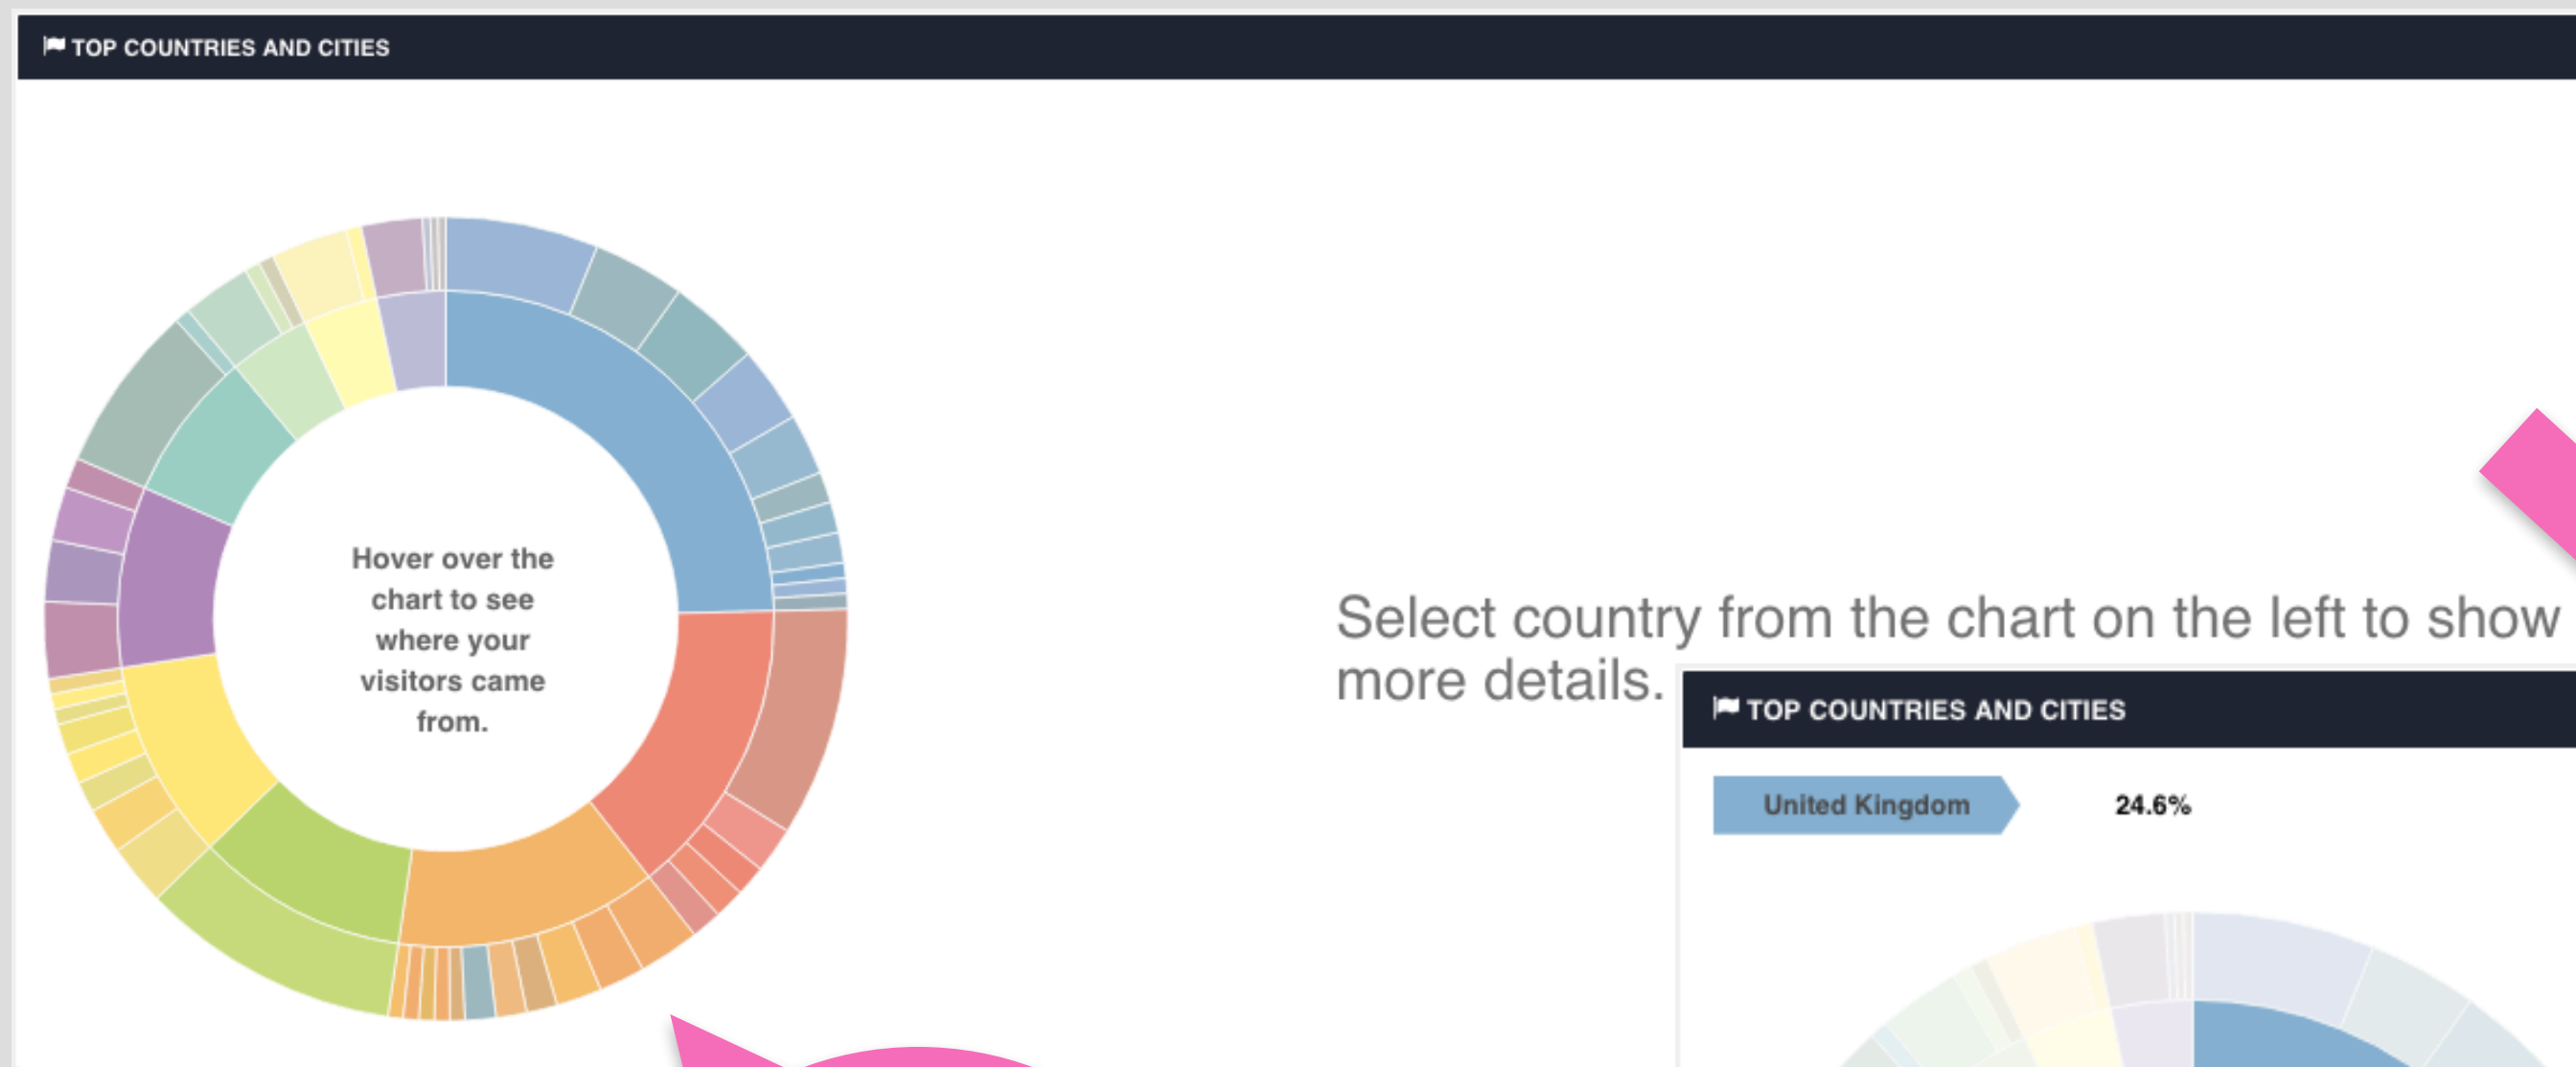 TOP COUNTRIES AND CITIES
Hover over the
chart to see
where your
visitors came
from.
Select country from the chart on the left to show
more details.
TOP COUNTRIES AND CITIES
United Kingdom
24.6%